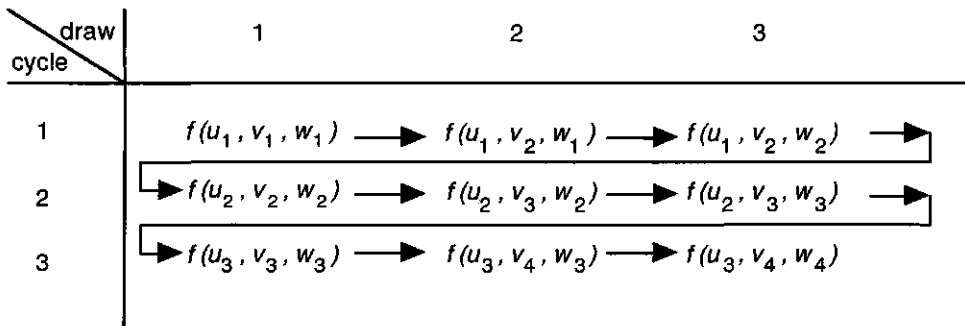 draw 1 2 3
cycle
1 f(u₁, v₁, w₁) f(u₁, v₂, w₁) f(u₁, v₂, w₂)
2 f(u₂, v₂, w₂) f(u₂, v₃, w₂) f(u₂, v₃, w₃)
3 f(u₃, v₃, w₃) f(u₃, v₄, w₃) f(u₃, v₄, w₄)